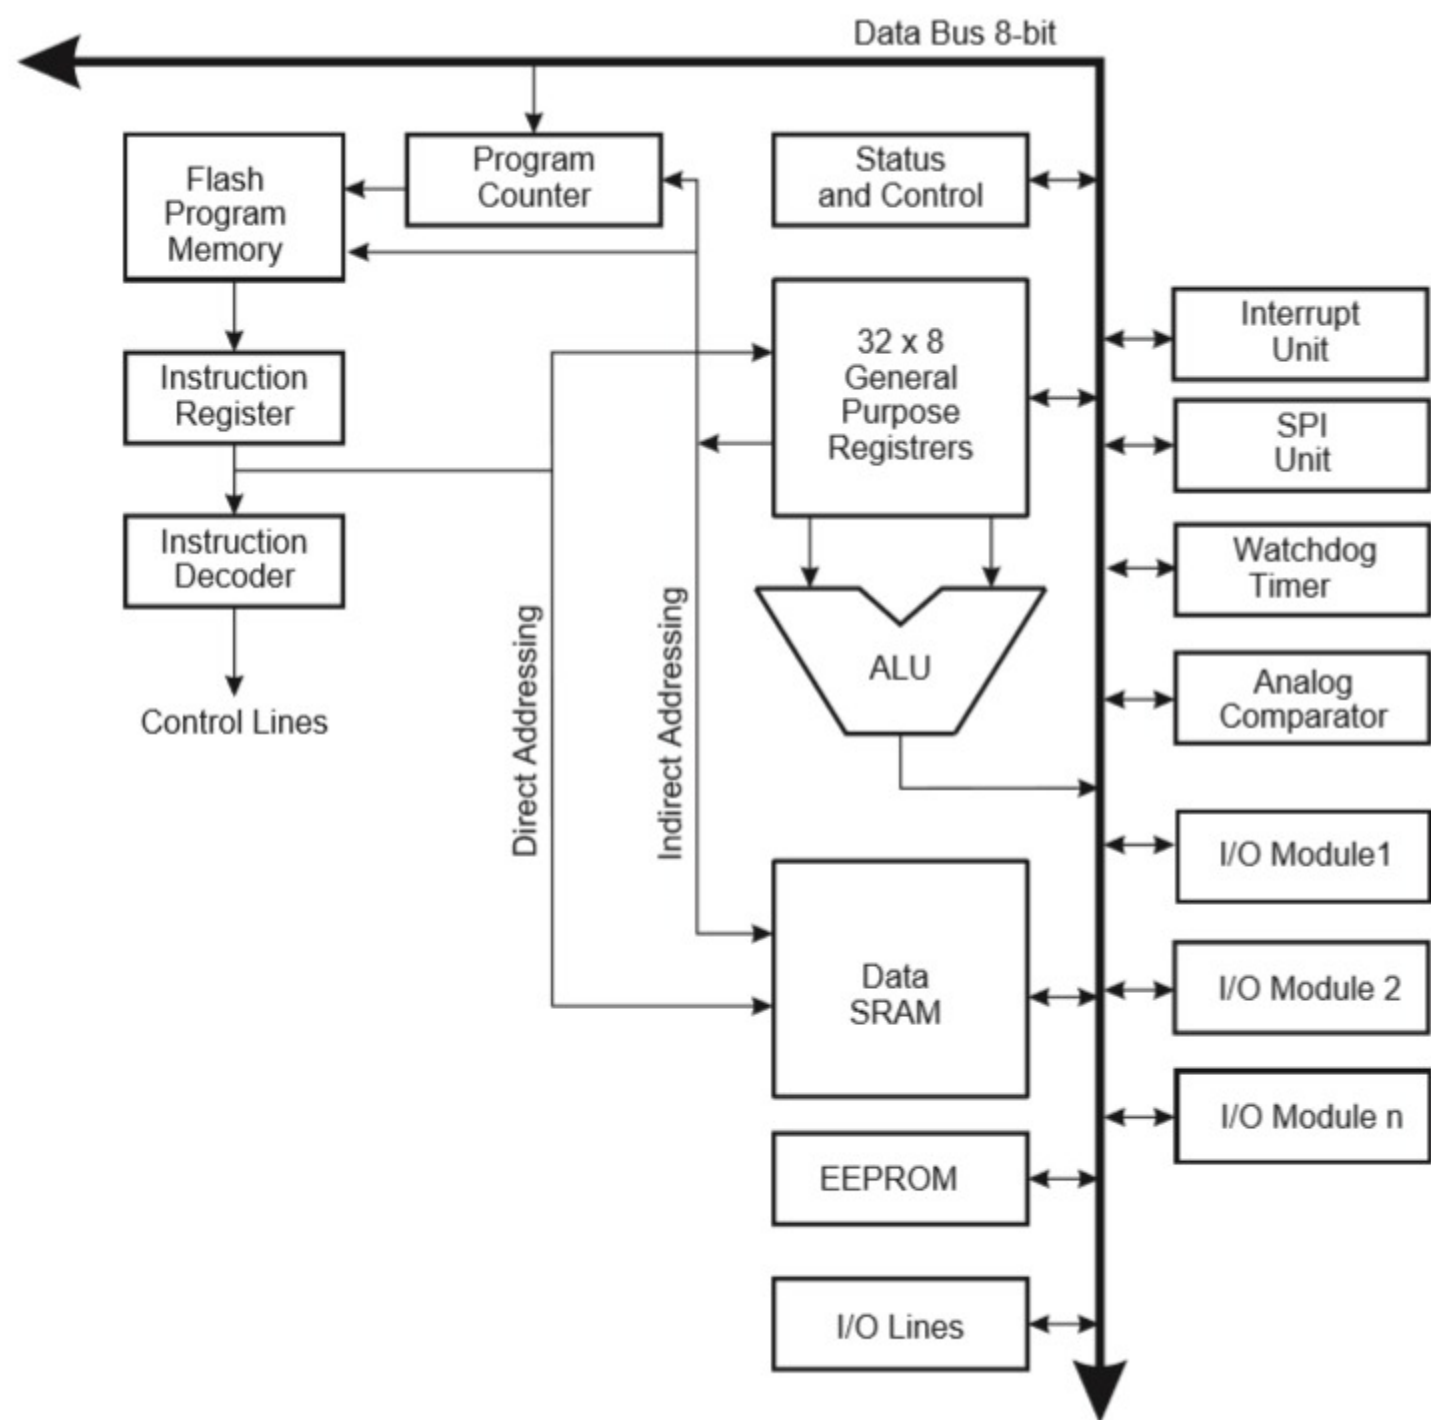 Data Bus 8-bit
Flash
Program
Memory
Program
Counter
Status
and Control
Instruction
Register
32 x 8
General
Purpose
Registrers
Interrupt
Unit
SPI
Unit
Instruction
Decoder
Watchdog
Timer
Control Lines
Direct Addressing
Indirect Addressing
ALU
Analog
Comparator
I/O Module1
Data
SRAM
I/O Module 2
I/O Module n
EEPROM
I/O Lines